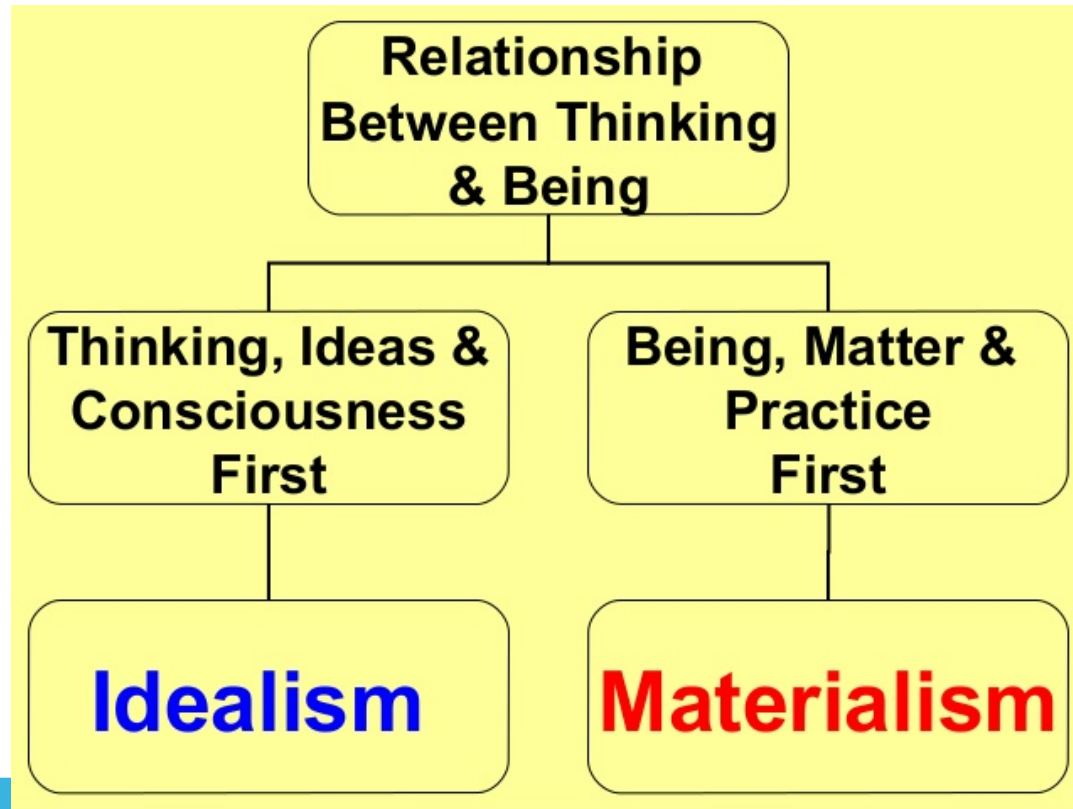 Relationship
Between Thinking
& Being
Thinking, Ideas &
Consciousness
First
Being, Matter &
Practice
First
Idealism
Materialism